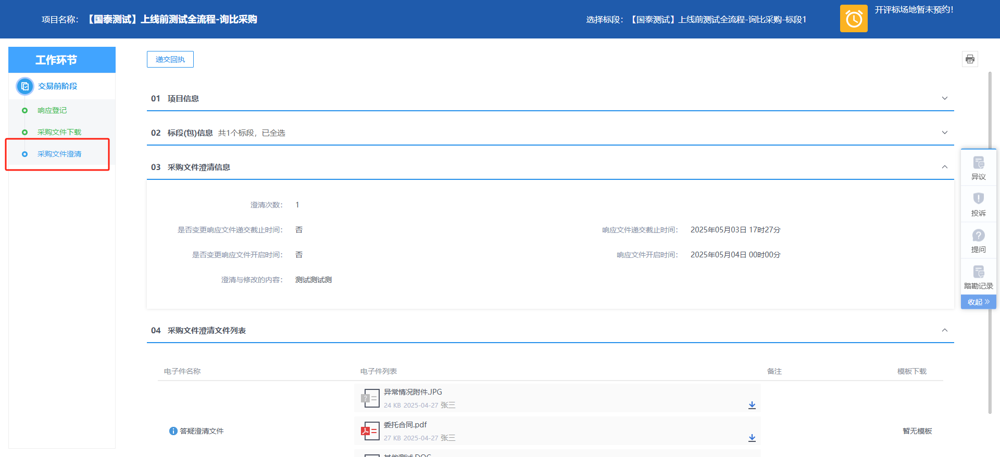 项目名称：【国泰测试】上线前测试全流程-询比采购
选择标段：【国泰测试】上线前测试全流程-询比采购-标段1
开评标场地暂未预约！
工作环节
交易前阶段
响应登记
采购文件下载
采购文件澄清
递交回执
01 项目信息
02 标段(包)信息 共1个标段，已全选
03 采购文件澄清信息
澄清次数： 1
是否变更响应文件递交截止时间： 否
响应文件递交截止时间： 2025年05月03日 17时27分
是否变更响应文件开启时间： 否
响应文件开启时间： 2025年05月04日 00时00分
澄清与修改的内容： 测试测试测
04 采购文件澄清文件列表
电子件名称 电子件列表 备注 模板下载
异常情况附件.JPG
24 KB 2025-04-27 张三
答疑澄清文件
委托合同.pdf
27 KB 2025-04-27 张三
暂无模板
其他测试.DOC
异议
投诉
提问
踏勘记录
收起